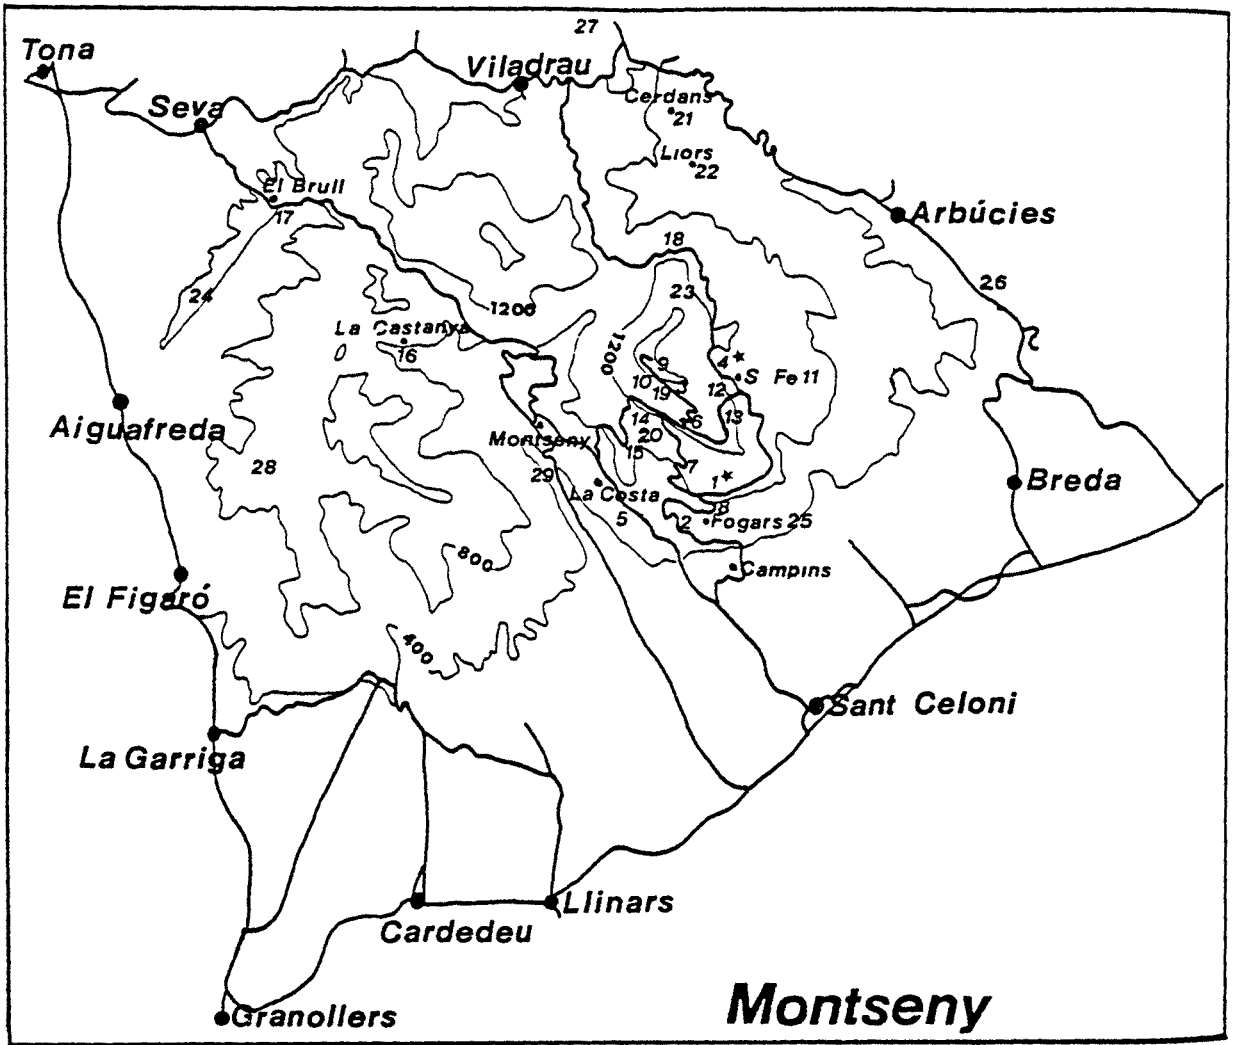 27
Tona
Viladrau
Cerdans
21
Seva
Liors
22
El Brull
17
Arbúcies
18
26
24
23
1200
La Castanya
16
1200
9
4
10
19
12
S Fe 11
6
13
14
20
Aiguafreda
Montseny
15
28
29
7
1
Breda
La Costa
8
5
2
Fogars 25
800
Campins
El Figaró
400
Sant Celoni
La Garriga
Llinars
Cardedeu
Granollers
Montseny